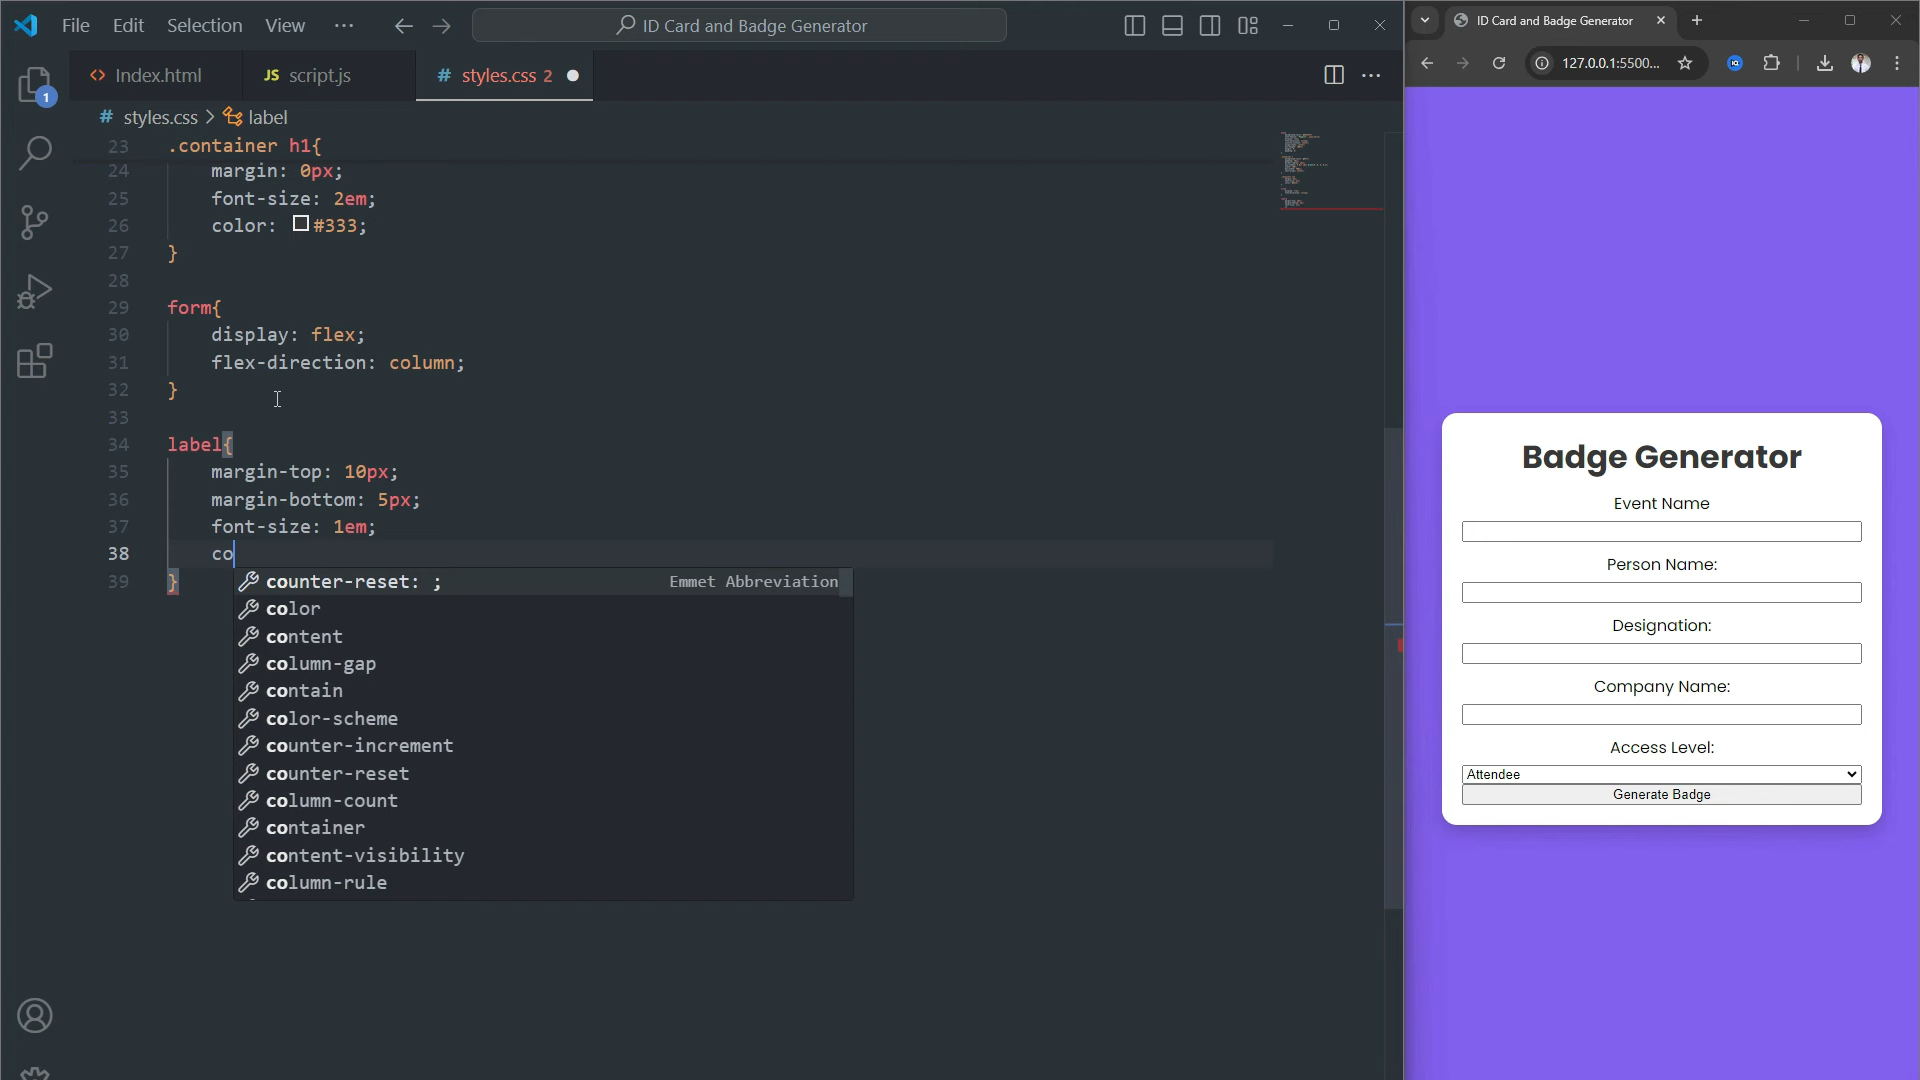 File Edit Selection View ··· ID Card and Badge Generator
Index.html JS script.js # styles.css 2
# styles.css > label
23 .container h1{
24 margin: 0px;
25 font-size: 2em;
26 color: #333;
27 }
28
29 form{
30 display: flex;
31 flex-direction: column;
32 }
33
34 label{
35 margin-top: 10px;
36 margin-bottom: 5px;
37 font-size: 1em;
38 co
39 }
counter-reset: ; Emmet Abbreviation
color
content
column-gap
contain
color-scheme
counter-increment
counter-reset
column-count
container
content-visibility
column-rule
1
ID Card and Badge Generator
127.0.0.1:5500...
Badge Generator
Event Name
Person Name:
Designation:
Company Name:
Access Level:
Attendee
Generate Badge